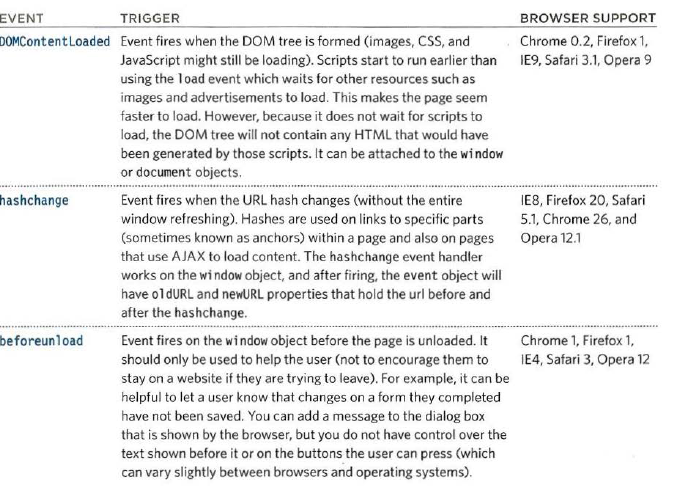 EVENT TRIGGER BROWSER SUPPORT
DOMContentLoaded Event fires when the DOM tree is formed (images, CSS, and Chrome 0.2, Firefox 1,
JavaScript might still be loading). Scripts start to run earlier than IE9, Safari 3.1, Opera 9
using the load event which waits for other resources such as
images and advertisements to load. This makes the page seem
faster to load. However, because it does not wait for scripts to
load, the DOM tree will not contain any HTML that would have
been generated by those scripts. It can be attached to the window
or document objects.
hashchange Event fires when the URL hash changes (without the entire IE8, Firefox 20, Safari
window refreshing). Hashes are used on links to specific parts 5.1, Chrome 26, and
(sometimes known as anchors) within a page and also on pages Opera 12.1
that use AJAX to load content. The hashchange event handler
works on the window object, and after firing, the event object will
have oldURL and newURL properties that hold the url before and
after the hashchange.
beforeunload Event fires on the window object before the page is unloaded. It Chrome 1, Firefox 1,
should only be used to help the user (not to encourage them to IE4, Safari 3, Opera 12
stay on a website if they are trying to leave). For example, it can be
helpful to let a user know that changes on a form they completed
have not been saved. You can add a message to the dialog box
that is shown by the browser, but you do not have control over the
text shown before it or on the buttons the user can press (which
can vary slightly between browsers and operating systems).